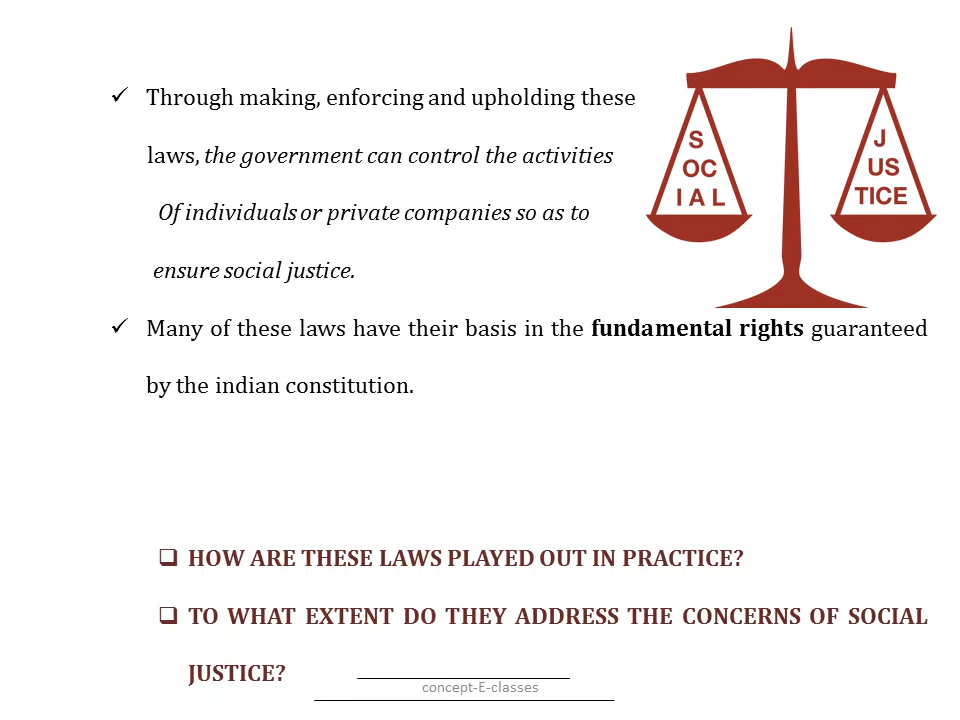 Through making, enforcing and upholding these
laws, the government can control the activities
Of individuals or private companies so as to
ensure social justice.
S
OC
I A L
J
US
TICE
Many of these laws have their basis in the fundamental rights guaranteed
by the indian constitution.
HOW ARE THESE LAWS PLAYED OUT IN PRACTICE?
TO WHAT EXTENT DO THEY ADDRESS THE CONCERNS OF SOCIAL
JUSTICE?
concept-E-classes